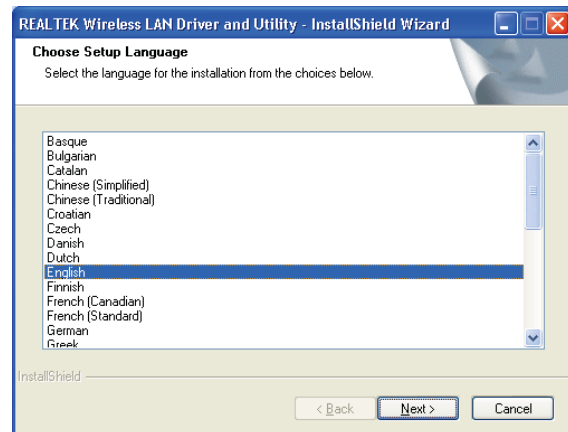 REALTEK Wireless LAN Driver and Utility - InstallShield Wizard
Choose Setup Language
Select the language for the installation from the choices below.
Basque
Bulgarian
Catalan
Chinese (Simplified)
Chinese (Traditional)
Croatian
Czech
Danish
Dutch
English
Finnish
French (Canadian)
French (Standard)
German
Greek
InstallShield
< Back
Next >
Cancel